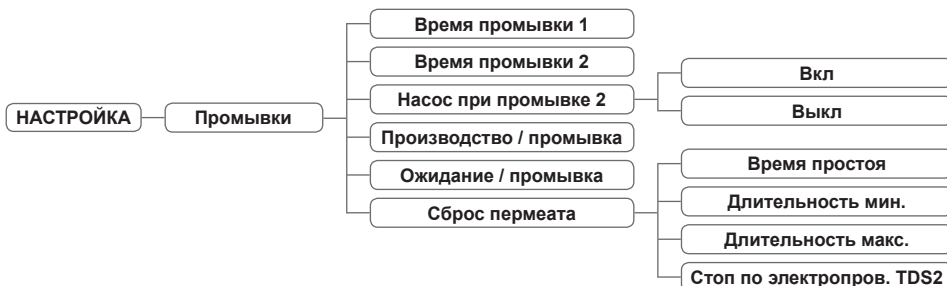 НАСТРОЙКА
Промывки
Время промывки 1
Время промывки 2
Насос при промывке 2
Вкл
Выкл
Производство / промывка
Ожидание / промывка
Сброс пермеата
Время простоя
Длительность мин.
Длительность макс.
Стоп по электропров. TDS2